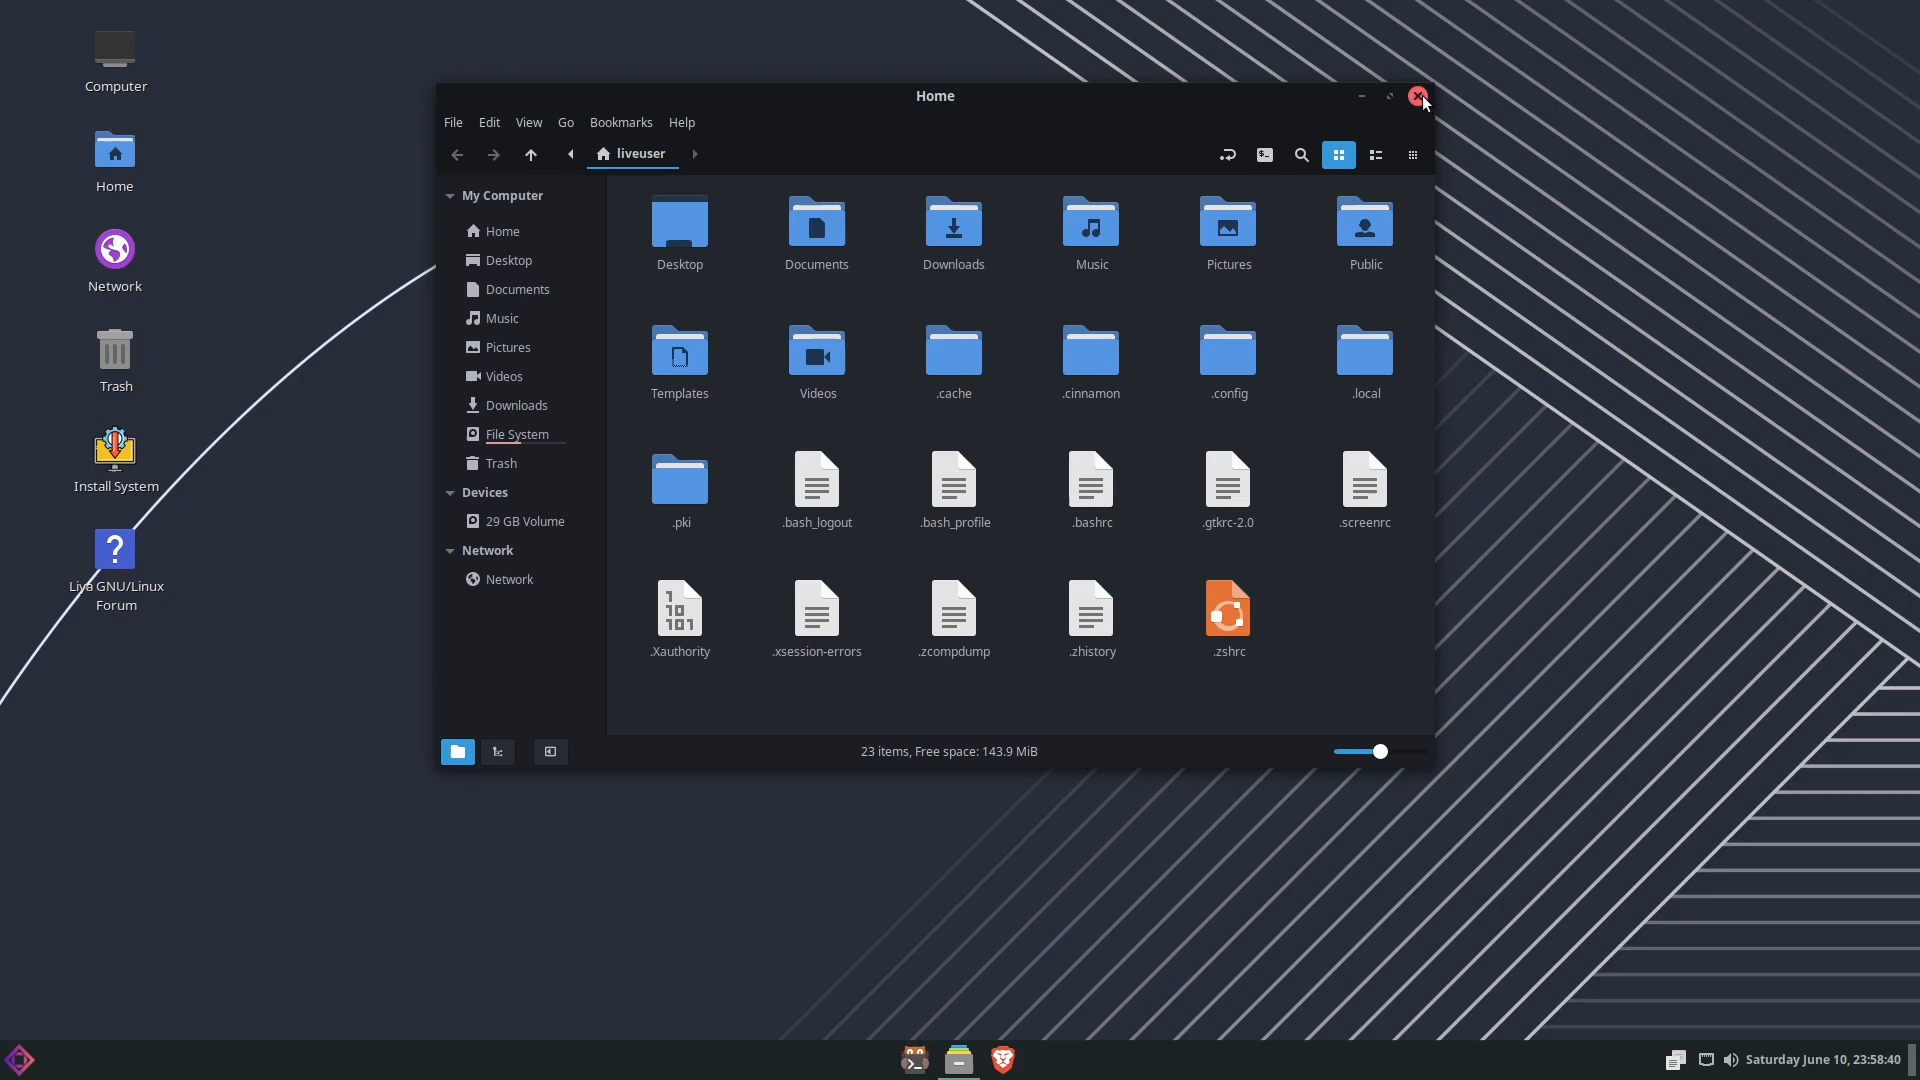 Computer
Home
Network
Trash
Install System
Liya GNU/Linux
Forum
Home
File Edit View Go Bookmarks Help
liveuser
My Computer
Home
Desktop
Documents
Music
Pictures
Videos
Downloads
File System
Trash
Devices
29 GB Volume
Network
Network
Desktop Documents Downloads Music Pictures Public
Templates Videos .cache .cinnamon .config .local
.pki .bash_logout .bash_profile .bashrc .gtkrc-2.0 .screenrc
.Xauthority .xsession-errors .zcompdump .zhistory .zshrc
23 items, Free space: 143.9 MiB
Saturday June 10, 23:58:40